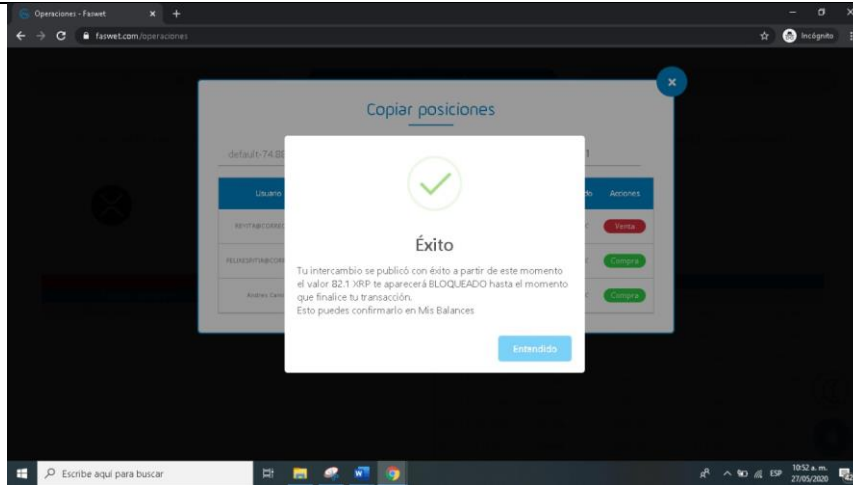 Operaciones - Faswet
faswet.com/operaciones
Incógnito
Copiar posiciones
Usuario
Acciones
Venta
Compra
Compra
Éxito
Tu intercambio se publicó con éxito a partir de este momento
el valor 82.1 XRP te aparecerá BLOQUEADO hasta el momento
que finalice tu transacción.
Esto puedes confirmarlo en Mis Balances
Entendido
Escribe aquí para buscar
ESP
10:52 a. m.
27/05/2020